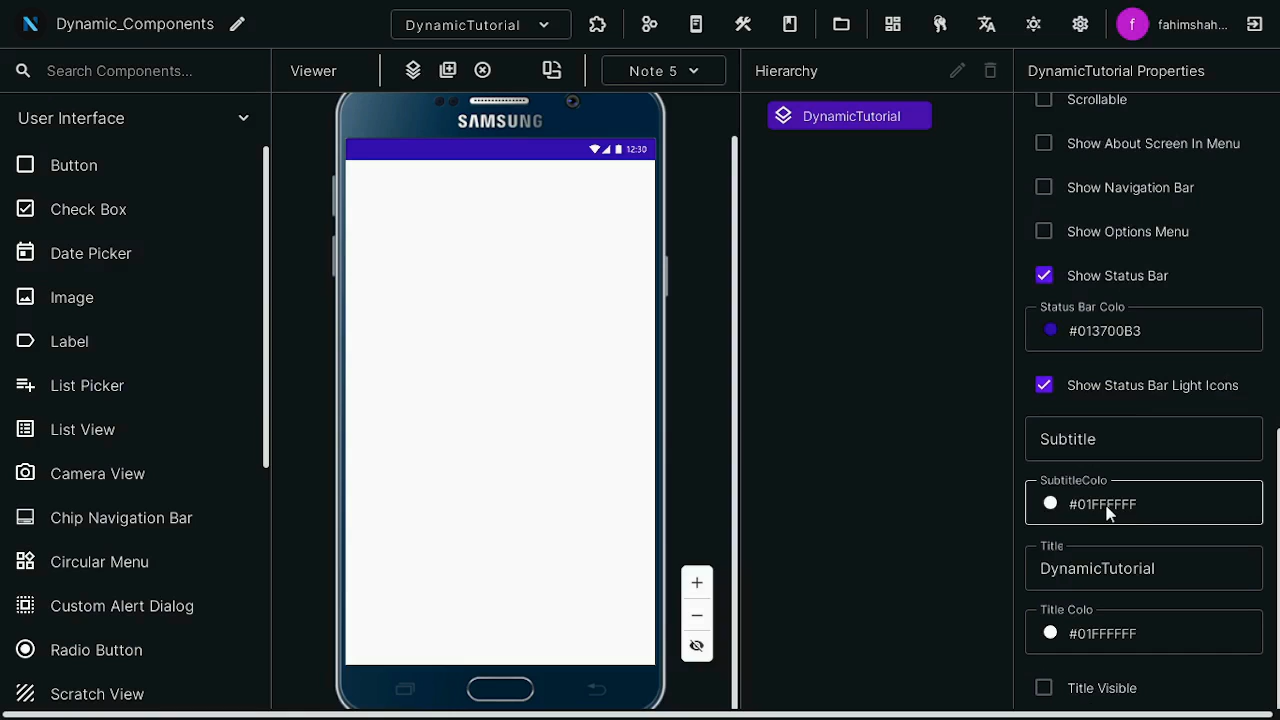 Dynamic_Components
DynamicTutorial
fahimshah...
Search Components...
Viewer
Note 5
Hierarchy
DynamicTutorial Properties
User Interface
Button
Check Box
Date Picker
Image
Label
List Picker
List View
Camera View
Chip Navigation Bar
Circular Menu
Custom Alert Dialog
Radio Button
Scratch View
SAMSUNG
12:30
DynamicTutorial
Scrollable
Show About Screen In Menu
Show Navigation Bar
Show Options Menu
Show Status Bar
Status Bar Colo
#013700B3
Show Status Bar Light Icons
Subtitle
SubtitleColo
#01FFFFFF
Title
DynamicTutorial
Title Colo
#01FFFFFF
Title Visible